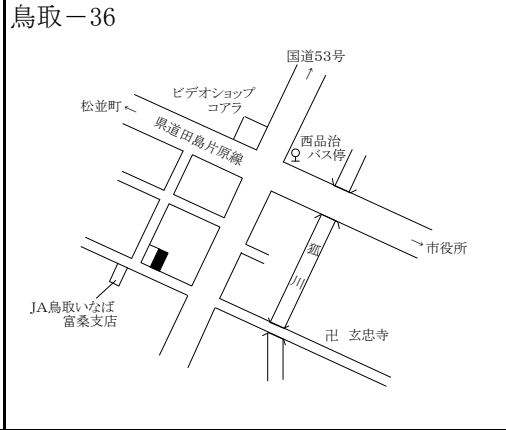 鳥取－36
国道53号
ビデオショップ
コアラ
松並町
県道田島片原線
西品治
バス停
市役所
狐川
JA鳥取いなば
富桑支店
卍 玄忠寺